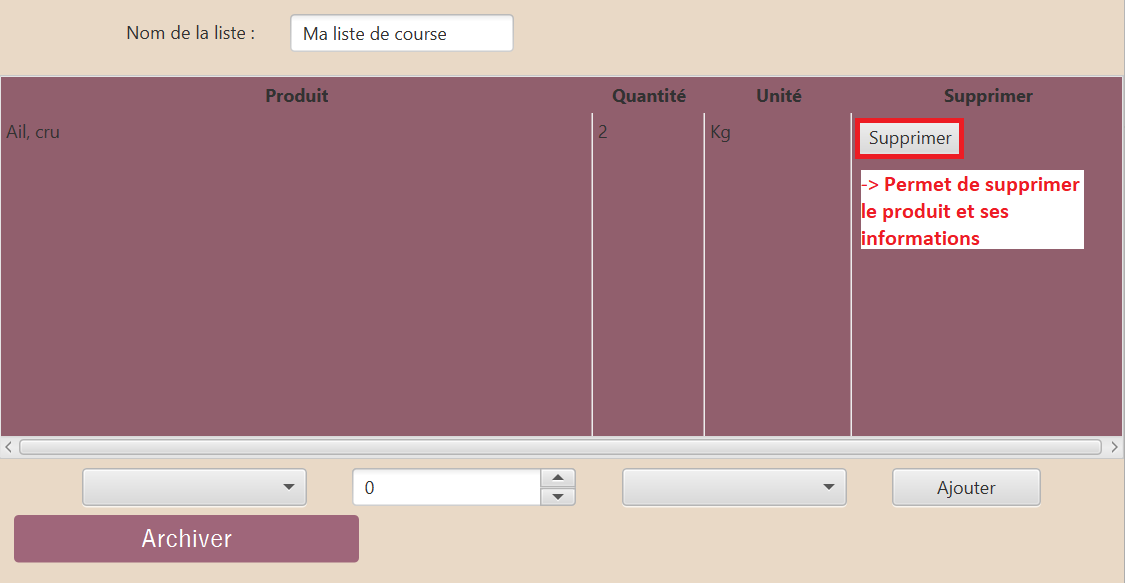 Nom de la liste : Ma liste de course
Produit Quantité Unité Supprimer
Ail, cru 2 Kg Supprimer
-> Permet de supprimer
le produit et ses
informations
0 Ajouter
Archiver